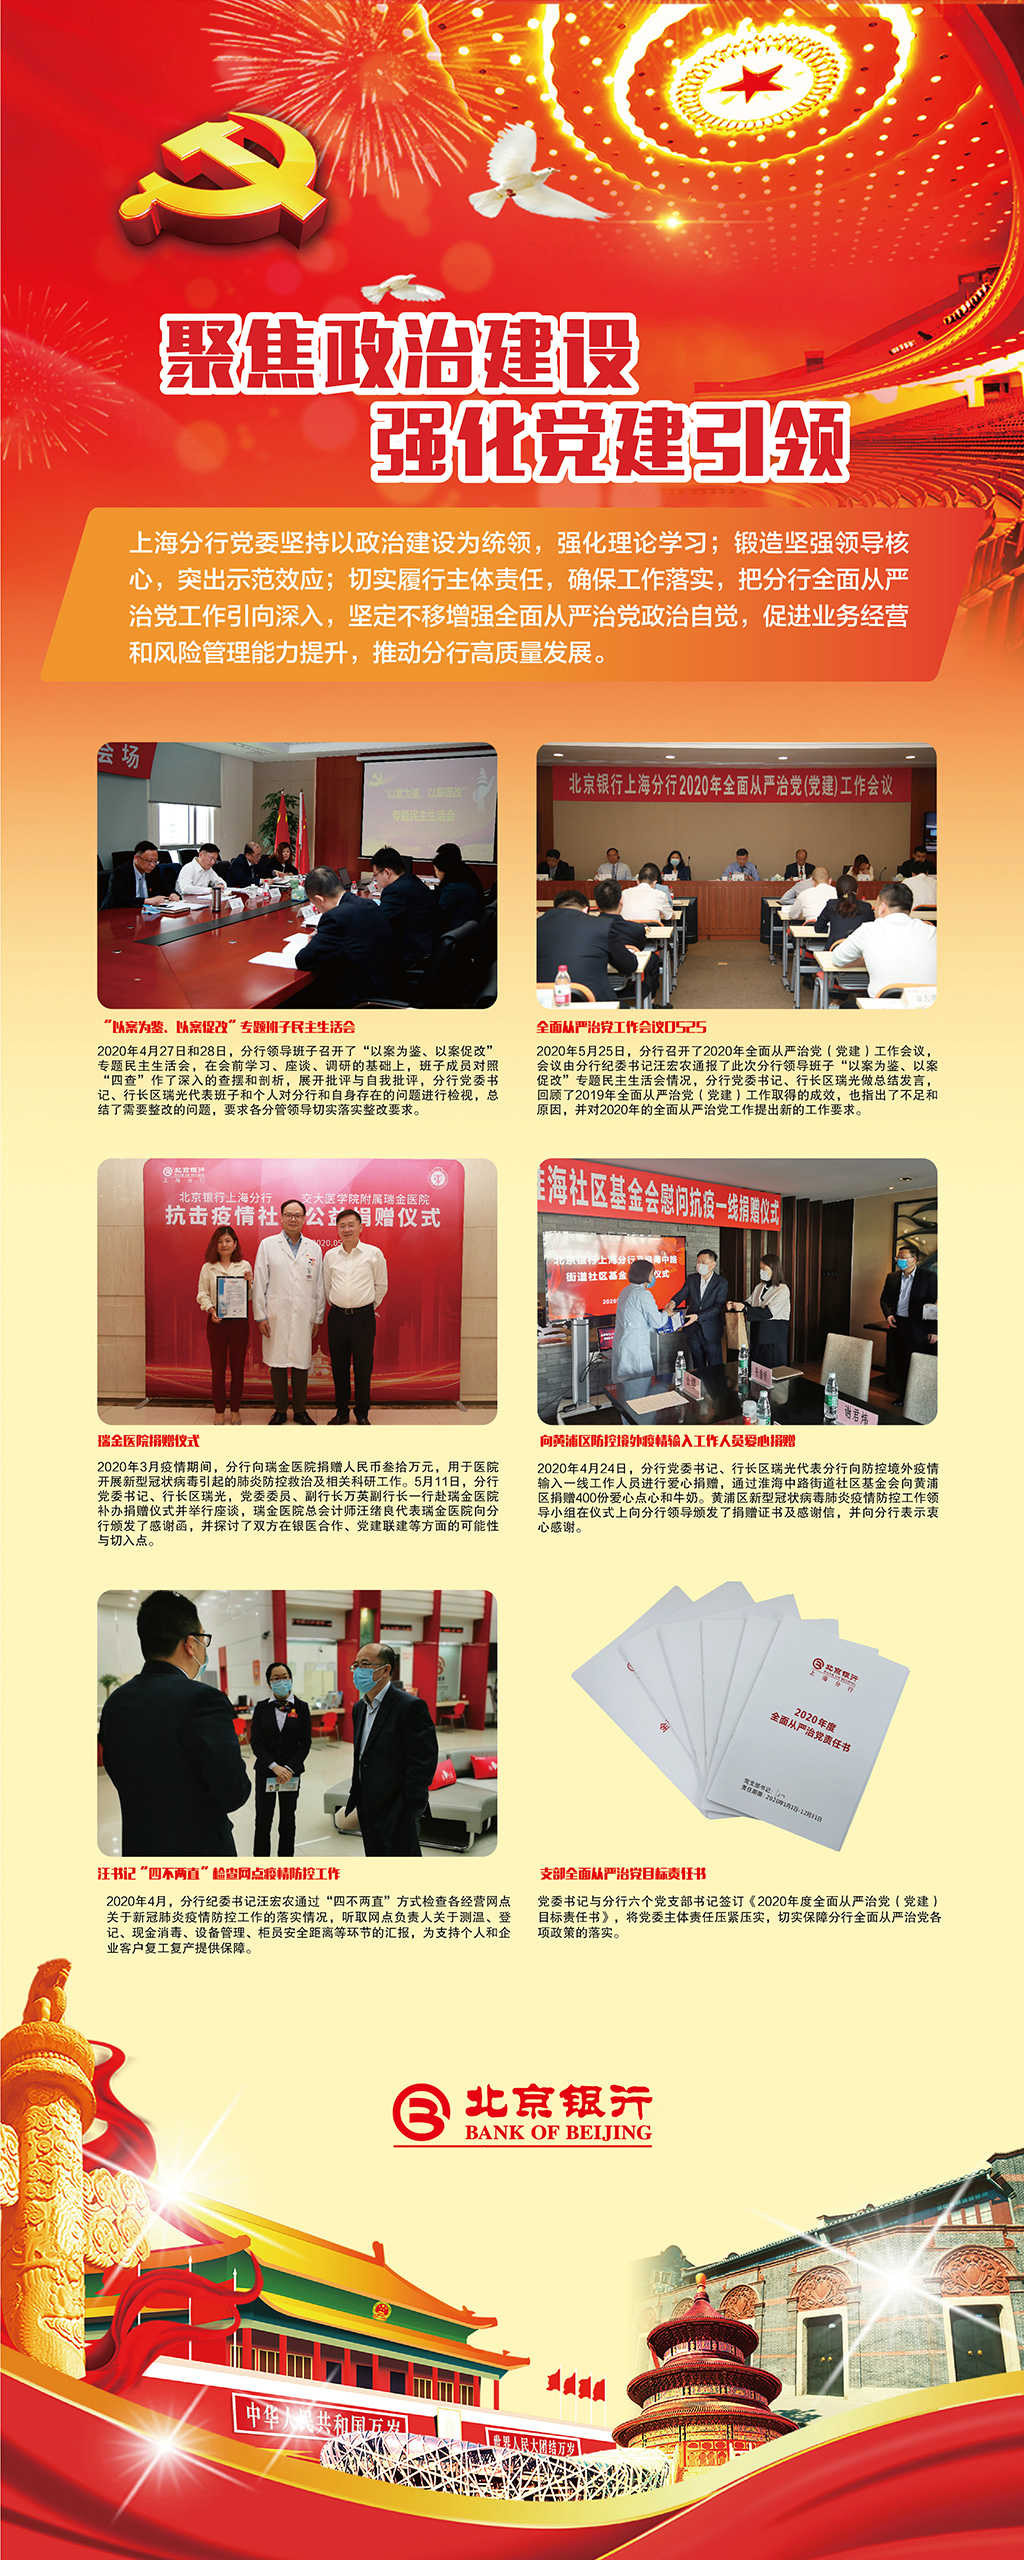 聚焦政治建设
强化党建引领
上海分行党委坚持以政治建设为统领，强化理论学习；锻造坚强领导核
心，突出示范效应；切实履行主体责任，确保工作落实，把分行全面从严
治党工作引向深入，坚定不移增强全面从严治党政治自觉，促进业务经营
和风险管理能力提升，推动分行高质量发展。
会场
“以案为鉴、以案促改”
专题民主生活会
北京银行上海分行2020年全面从严治党(党建)工作会议
“以案为鉴、以案促改”专题班子民主生活会
2020年4月27日和28日，分行领导班子召开了“以案为鉴、以案促改”
专题民主生活会，在会前学习、座谈、调研的基础上，班子成员对照
“四查”作了深入的查摆和剖析，展开批评与自我批评，分行党委书
记、行长区瑞光代表班子和个人对分行和自身存在的问题进行检视，总
结了需要整改的问题，要求各分管领导切实落实整改要求。
全面从严治党工作会议0525
2020年5月25日，分行召开了2020年全面从严治党（党建）工作会议，
会议由分行纪委书记汪宏农通报了此次分行领导班子“以案为鉴、以案
促改”专题民主生活会情况，分行党委书记、行长区瑞光做总结发言，
回顾了2019年全面从严治党（党建）工作取得的成效，也指出了不足和
原因，并对2020年的全面从严治党工作提出新的工作要求。
北京银行
上海分行
北京银行上海分行 交大医学院附属瑞金医院
抗击疫情社 公益捐赠仪式
2020.05
淮海社区基金会慰问抗疫一线捐赠仪式
北京银行上海分行 中路
街道社区基金 仪式
2020
瑞金医院捐赠仪式
2020年3月疫情期间，分行向瑞金医院捐赠人民币叁拾万元，用于医院
开展新型冠状病毒引起的肺炎防控救治及相关科研工作。5月11日，分行
党委书记、行长区瑞光，党委委员、副行长万英副行长一行赴瑞金医院
补办捐赠仪式并举行座谈，瑞金医院总会计师汪绪良代表瑞金医院向分
行颁发了感谢函，并探讨了双方在银医合作、党建联建等方面的可能性
与切入点。
向黄浦区防控境外疫情输入工作人员爱心捐赠
2020年4月24日，分行党委书记、行长区瑞光代表分行向防控境外疫情
输入一线工作人员进行爱心捐赠，通过淮海中路街道社区基金会向黄浦
区捐赠400份爱心点心和牛奶。黄浦区新型冠状病毒肺炎疫情防控工作领
导小组在仪式上向分行领导颁发了捐赠证书及感谢信，并向分行表示衷
心感谢。
北京银行
BANK OF BEIJING
上海分行
2020年度
全面从严治党责任书
党支部书记：
责任期限：2020年1月1日-12月31日
汪书记“四不两直”检查网点疫情防控工作
2020年4月，分行纪委书记汪宏农通过“四不两直”方式检查各经营网点
关于新冠肺炎疫情防控工作的落实情况，听取网点负责人关于测温、登
记、现金消毒、设备管理、柜员安全距离等环节的汇报，为支持个人和企
业客户复工复产提供保障。
支部全面从严治党目标责任书
党委书记与分行六个党支部书记签订《2020年度全面从严治党（党建）
目标责任书》，将党委主体责任压紧压实，切实保障分行全面从严治党各
项政策的落实。
北京银行
BANK OF BEIJING
中华人民共和国万岁
世界人民大团结万岁